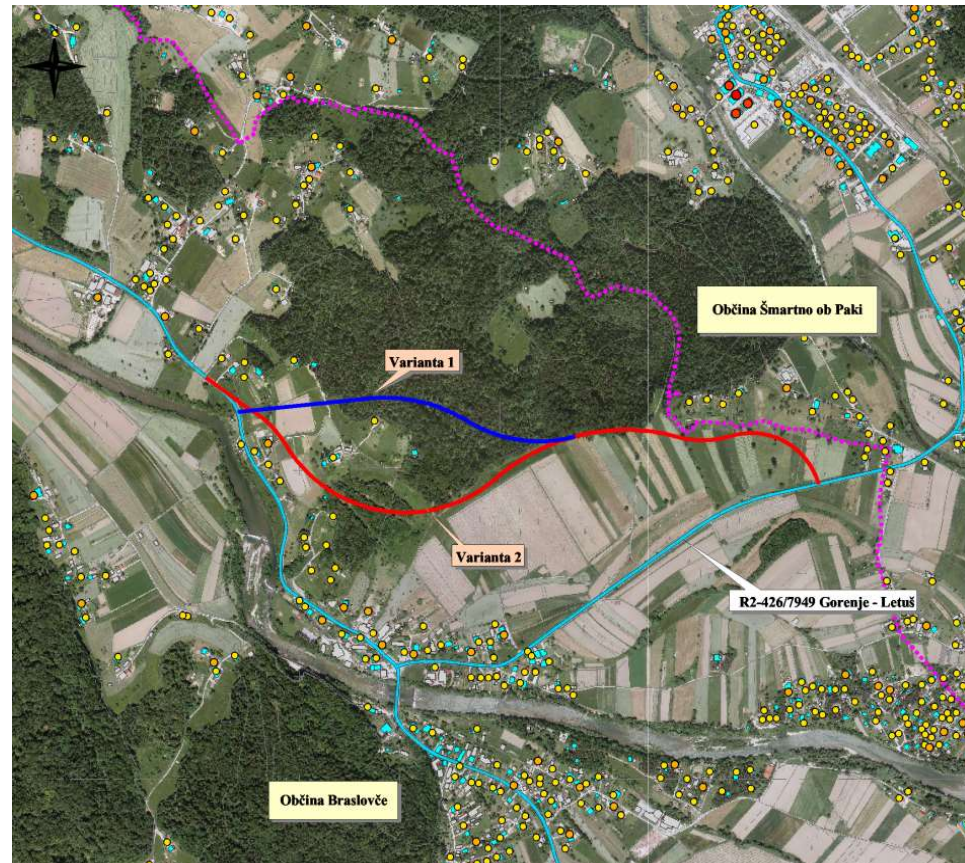 Občina Šmartno ob Paki
Varianta 1
Varianta 2
R2-426/7949 Gorenje - Letuš
Občina Braslovče